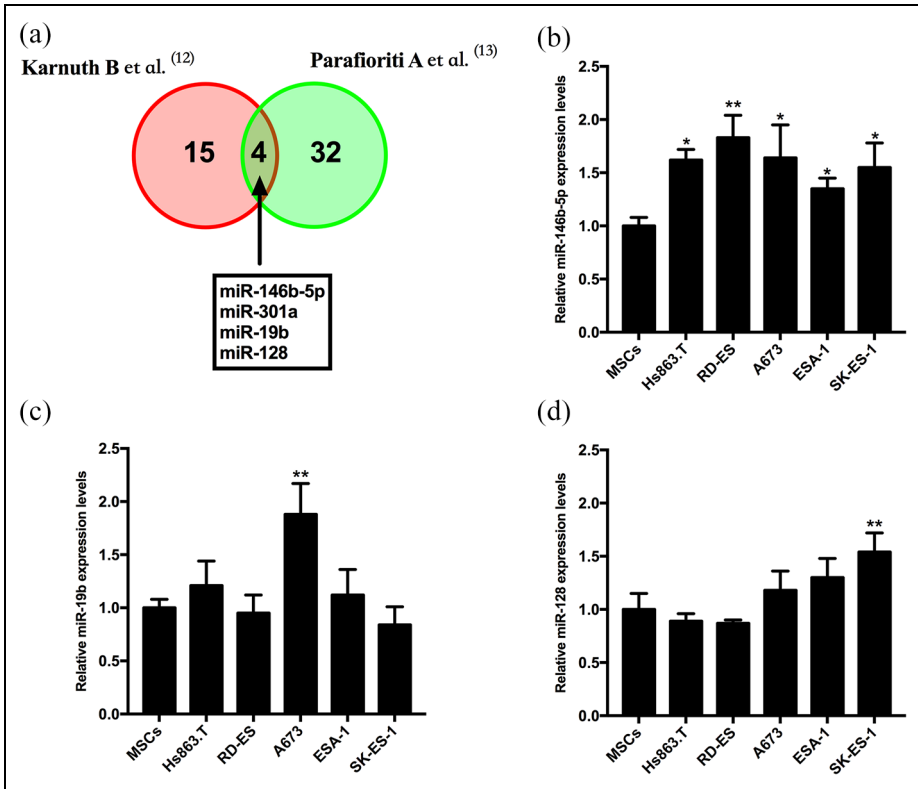 (a)
Karnuth B et al. (12)
Parafioriti A et al. (13)
15 4 32
miR-146b-5p
miR-301a
miR-19b
miR-128
(b)
Relative miR-146b-5p expression levels
2.5
2.0
1.5
1.0
0.5
0.0
* ** * * *
MSCs
Hs863.T
RD-ES
A673
ESA-1
SK-ES-1
(c)
Relative miR-19b expression levels
2.5
2.0
1.5
1.0
0.5
0.0
**
MSCs
Hs863.T
RD-ES
A673
ESA-1
SK-ES-1
(d)
Relative miR-128 expression levels
2.5
2.0
1.5
1.0
0.5
0.0
**
MSCs
Hs863.T
RD-ES
A673
ESA-1
SK-ES-1